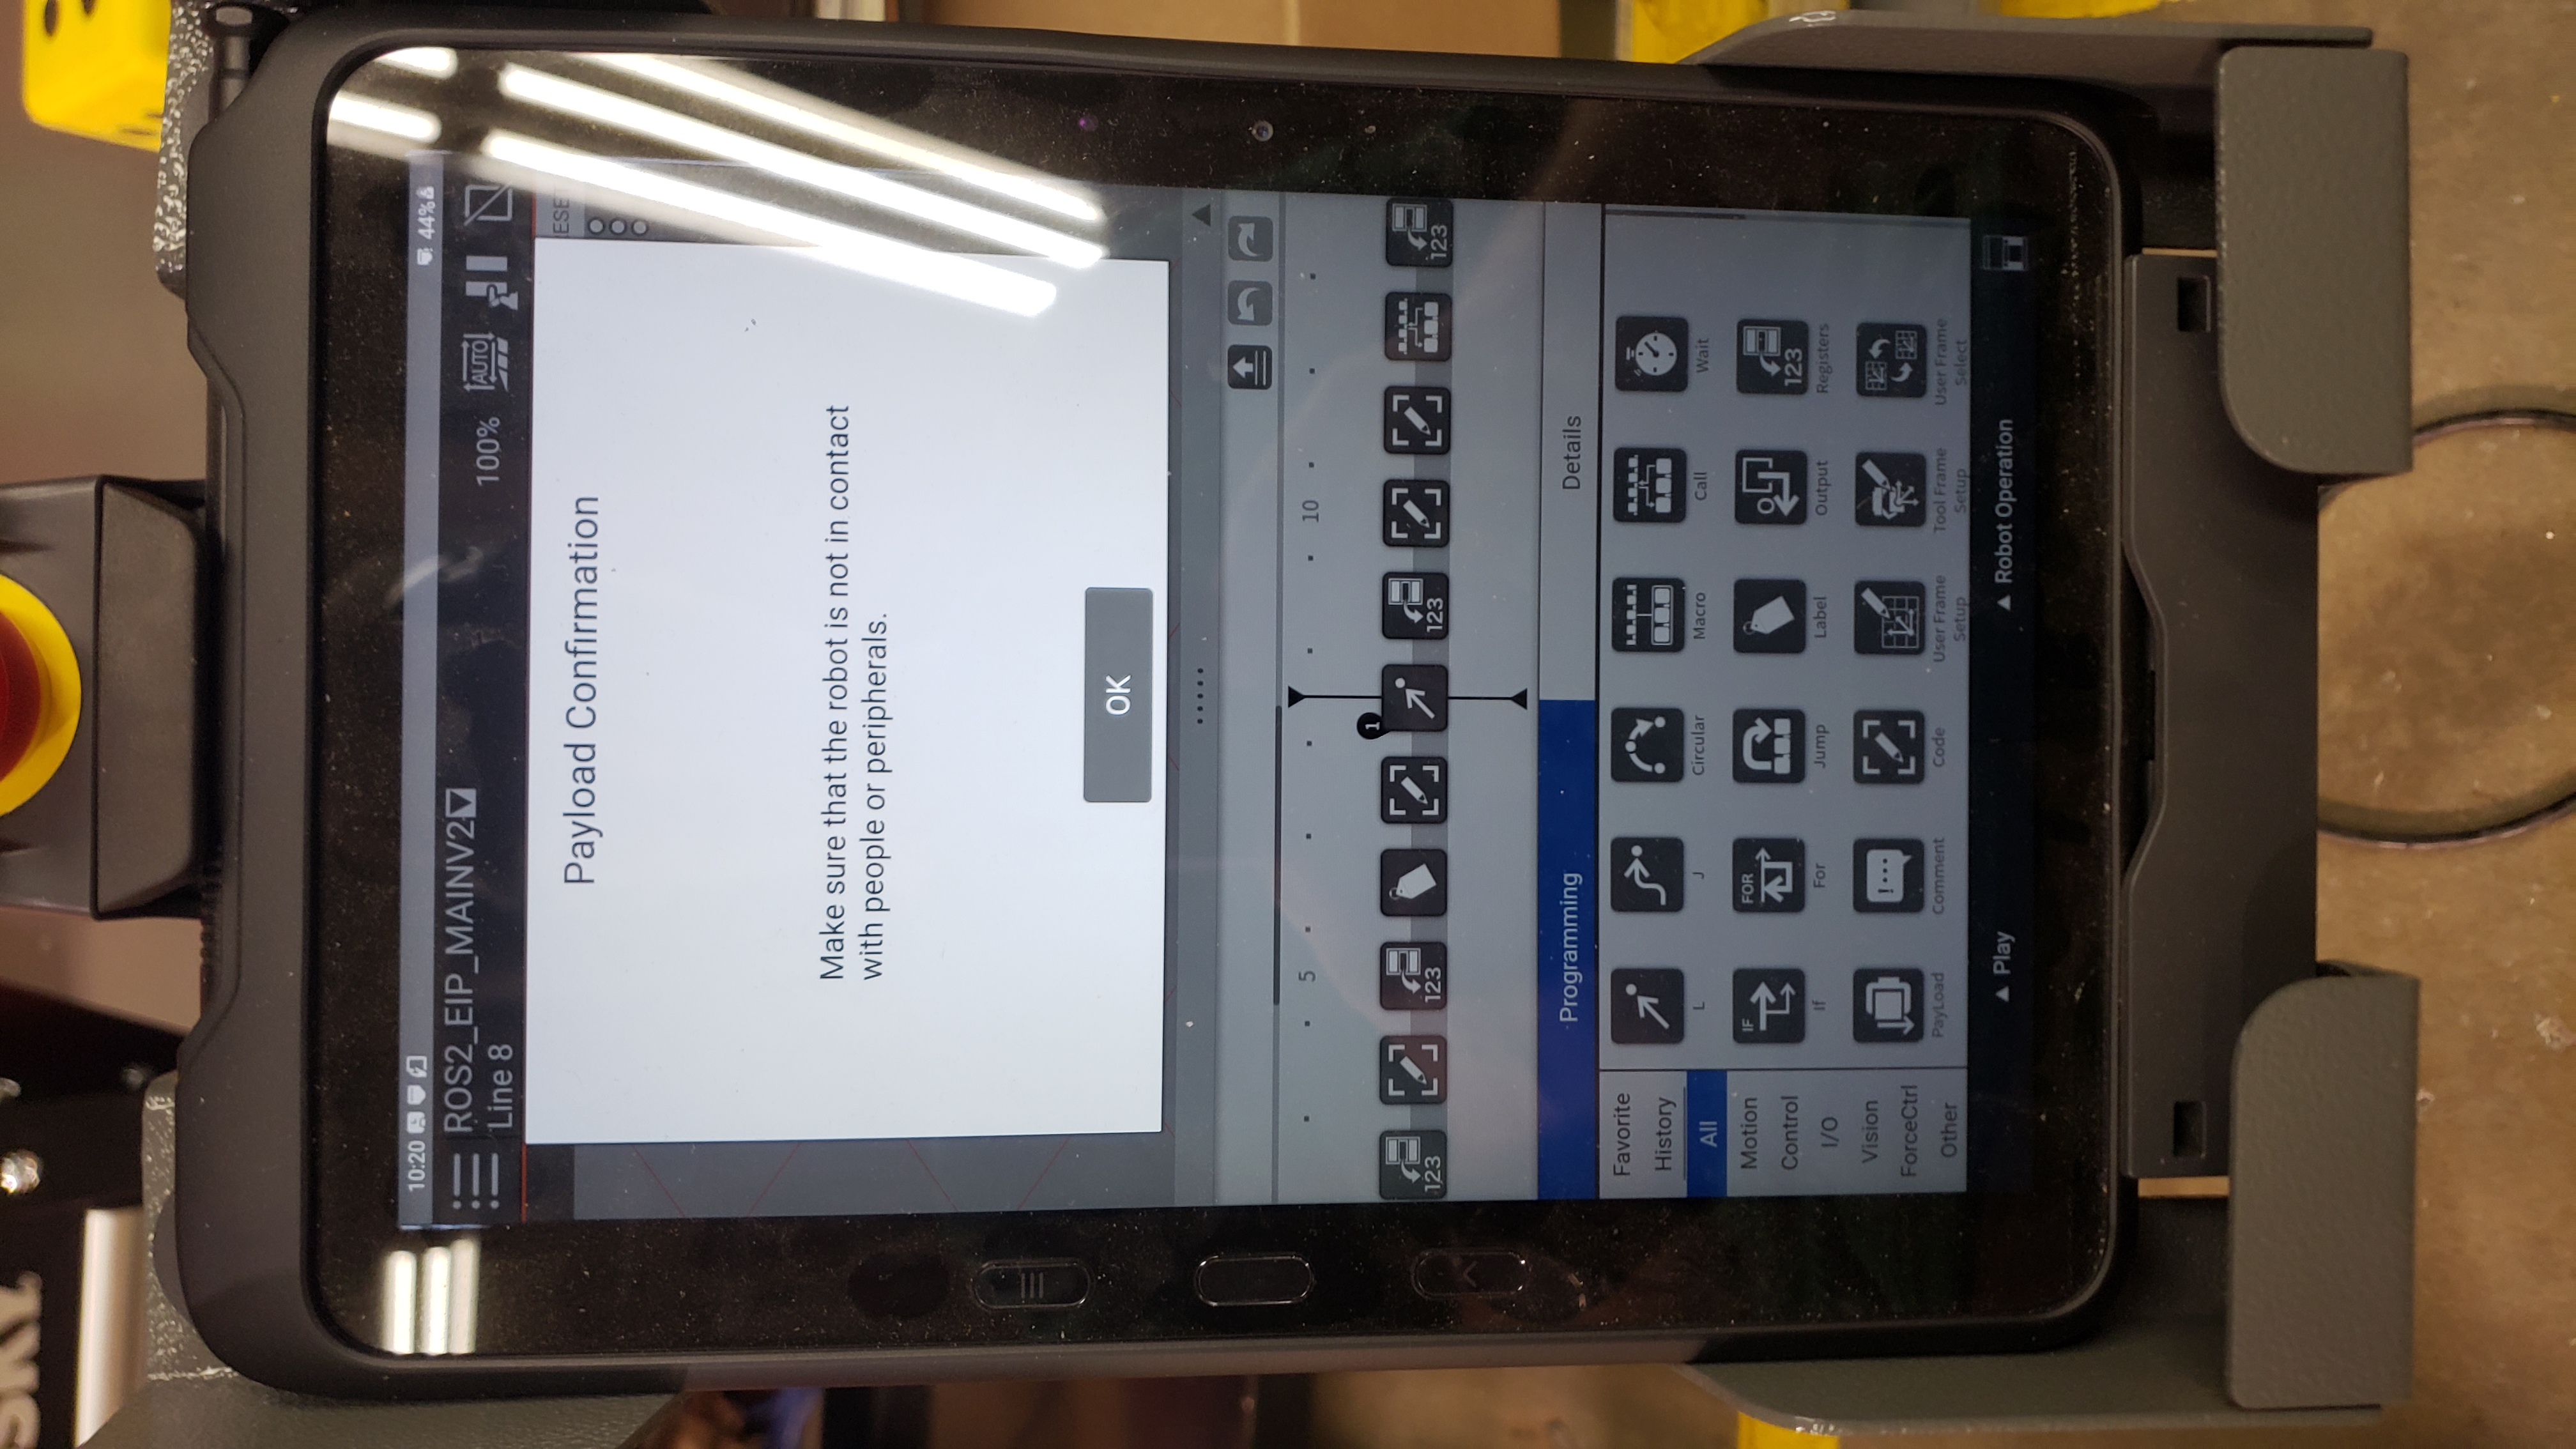 SKY
10:20
44%
ROS2_EIP_MAINV2
Line 8
100%
AUTO
ESE
Payload Confirmation
Make sure that the robot is not in contact
with people or peripherals.
OK
5
10
1
123
123
123
123
Programming
Details
Favorite
History
All
Motion
Control
I/O
Vision
ForceCtrl
Other
L
J
Circular
Macro
Call
Wait
IF
FOR
123
If
For
Jump
Label
Output
Registers
PayLoad
Comment
Code
User Frame
Setup
Tool Frame
Setup
User Frame
Select
Play
Robot Operation